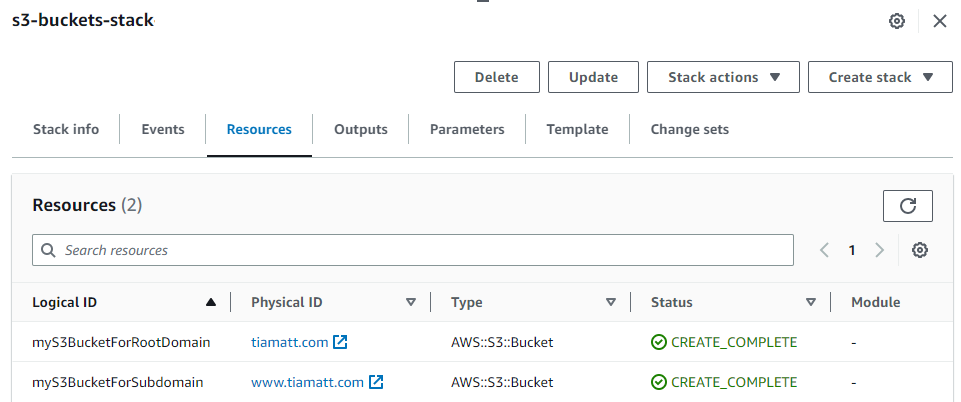 s3-buckets-stack
Delete Update Stack actions Create stack
Stack info Events Resources Outputs Parameters Template Change sets
Resources (2)
Search resources 1
Logical ID Physical ID Type Status Module
myS3BucketForRootDomain tiamatt.com AWS::S3::Bucket CREATE_COMPLETE -
myS3BucketForSubdomain www.tiamatt.com AWS::S3::Bucket CREATE_COMPLETE -